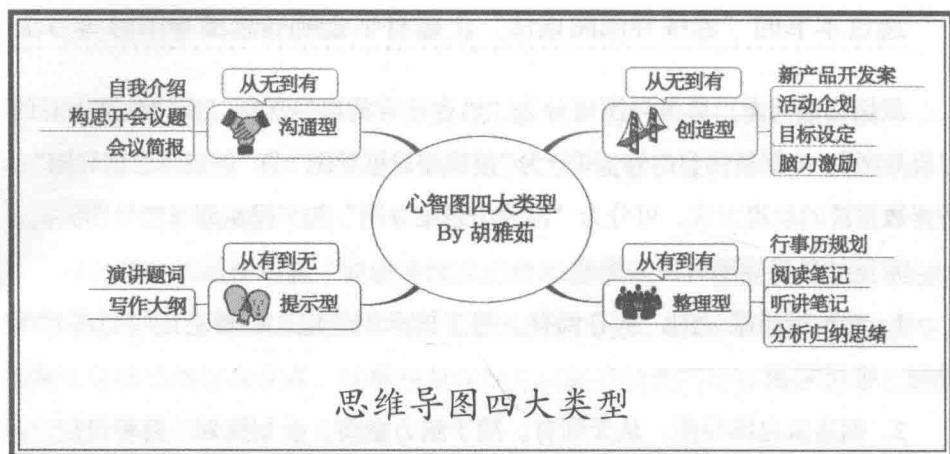 从无到有
自我介绍
构思开会议题
会议简报
沟通型
从无到有
新产品开发案
活动企划
目标设定
脑力激励
创造型
心智图四大类型
By 胡雅茹
从有到无
演讲题词
写作大纲
提示型
从有到有
行事历规划
阅读笔记
听讲笔记
分析归纳思绪
整理型
思维导图四大类型